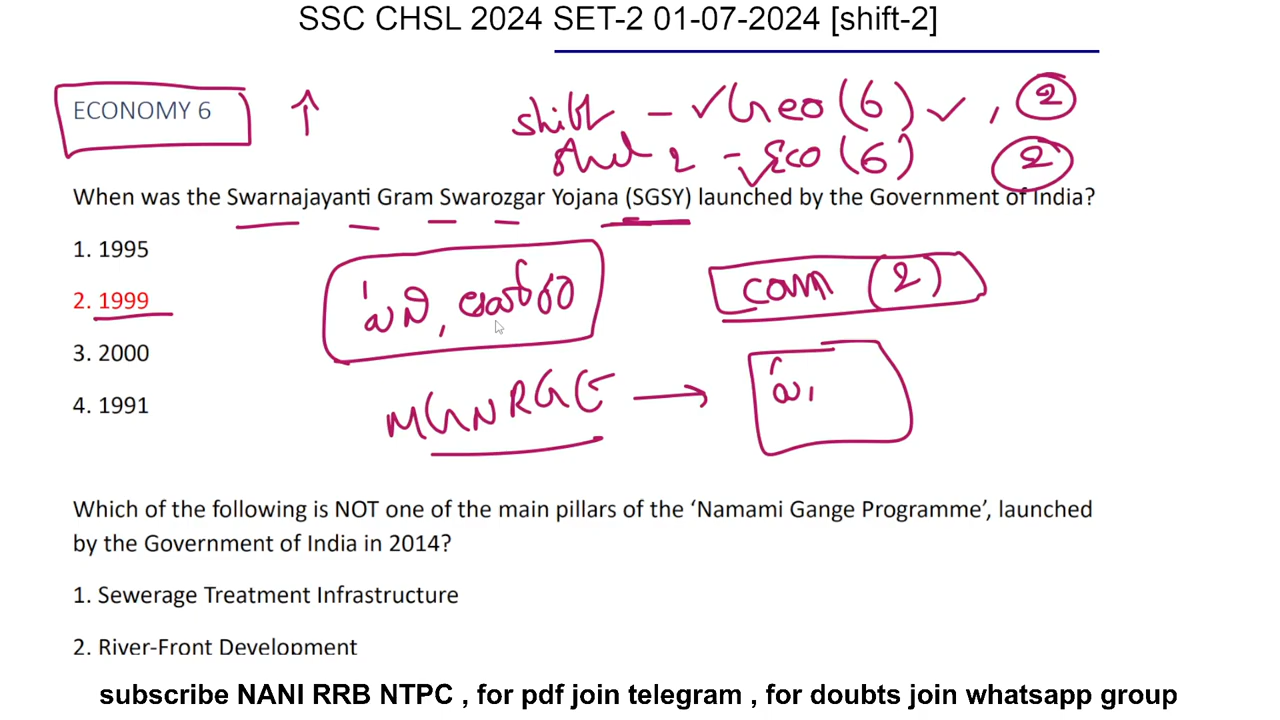 SSC CHSL 2024 SET-2 01-07-2024 [shift-2]
ECONOMY 6
shift - Geo (6) , 2
shift 2 - Eco (6) 2
When was the Swarnajayanti Gram Swarozgar Yojana (SGSY) launched by the Government of India?
1. 1995
2. 1999
com (2)
3. 2000
4. 1991
MGNRGE →
Which of the following is NOT one of the main pillars of the ‘Namami Gange Programme’, launched
by the Government of India in 2014?
1. Sewerage Treatment Infrastructure
2. River-Front Development
subscribe NANI RRB NTPC , for pdf join telegram , for doubts join whatsapp group